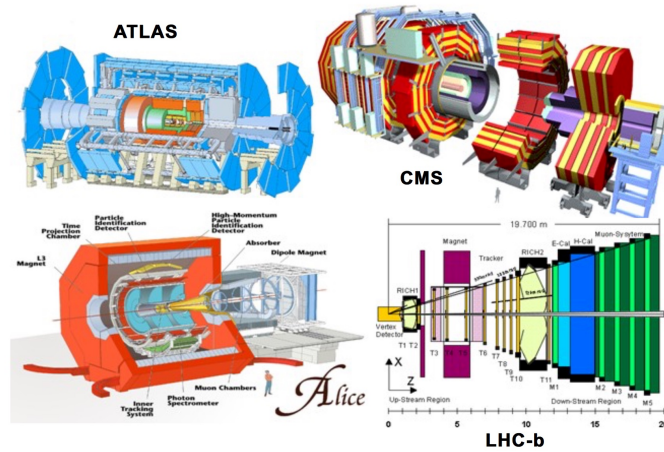 ATLAS
CMS
Particle
Identification
Detector
Time
Projection
Chamber
L3
Magnet
High-Momentum
Particle
Identification
Detector
Absorber
Dipole Magnet
Inner
Tracking
System
Photon
Spectrometer
Muon Chambers
Alice
19.700 m
Magnet
Tracker
RICH2
E-Cal
H-Cal
Muon-System
RICH1
Vertex
Detector
T1 T2
T3
T6
T7
T8
T9
T10
T11
M1
M2
M3
M4
M5
X
Z
Up-Stream Region
Down-Stream Region
0 5 10 15 20
LHC-b